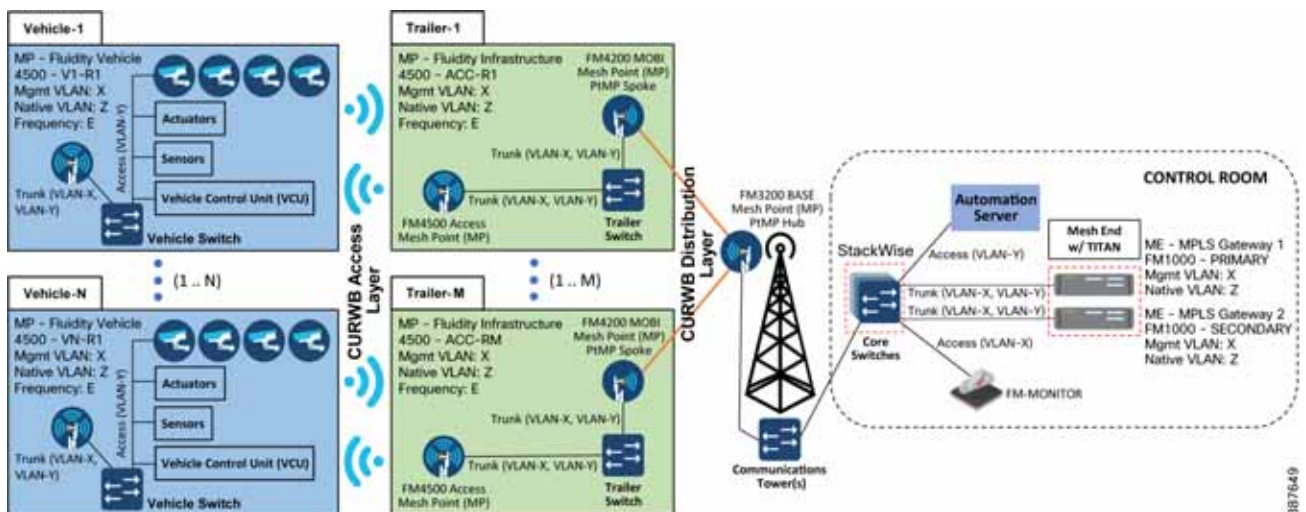 Vehicle-1
MP - Fluidity Vehicle
4500 - V1-R1
Mgmt VLAN: X
Native VLAN: Z
Frequency: E
Access (VLAN-Y)
Actuators
Sensors
Vehicle Control Unit (VCU)
Trunk (VLAN-X,
VLAN-Y)
Vehicle Switch
(1 .. N)
Vehicle-N
MP - Fluidity Vehicle
4500 - VN-R1
Mgmt VLAN: X
Native VLAN: Z
Frequency: E
Access (VLAN-Y)
Actuators
Sensors
Vehicle Control Unit (VCU)
Trunk (VLAN-X,
VLAN-Y)
Vehicle Switch
CURWB Access
Layer
Trailer-1
MP - Fluidity Infrastructure
4500 - ACC-R1
Mgmt VLAN: X
Native VLAN: Z
Frequency: E
FM4200 MOBI
Mesh Point (MP)
PtMP Spoke
Trunk (VLAN-X, VLAN-Y)
Trunk (VLAN-X, VLAN-Y)
FM4500 Access
Mesh Point (MP)
Trailer
Switch
(1 .. M)
Trailer-M
MP - Fluidity Infrastructure
4500 - ACC-RM
Mgmt VLAN: X
Native VLAN: Z
Frequency: E
FM4200 MOBI
Mesh Point (MP)
PtMP Spoke
Trunk (VLAN-X, VLAN-Y)
Trunk (VLAN-X, VLAN-Y)
FM4500 Access
Mesh Point (MP)
Trailer
Switch
CURWB Distribution
Layer
FM3200 BASE
Mesh Point (MP)
PtMP Hub
Communications
Tower(s)
CONTROL ROOM
Automation
Server
StackWise
Access (VLAN-Y)
Mesh End
w/ TITAN
Trunk (VLAN-X, VLAN-Y)
Trunk (VLAN-X, VLAN-Y)
Core
Switches
Access (VLAN-X)
FM-MONITOR
ME - MPLS Gateway 1
FM1000 - PRIMARY
Mgmt VLAN: X
Native VLAN: Z
ME - MPLS Gateway 2
FM1000 - SECONDARY
Mgmt VLAN: X
Native VLAN: Z
387649